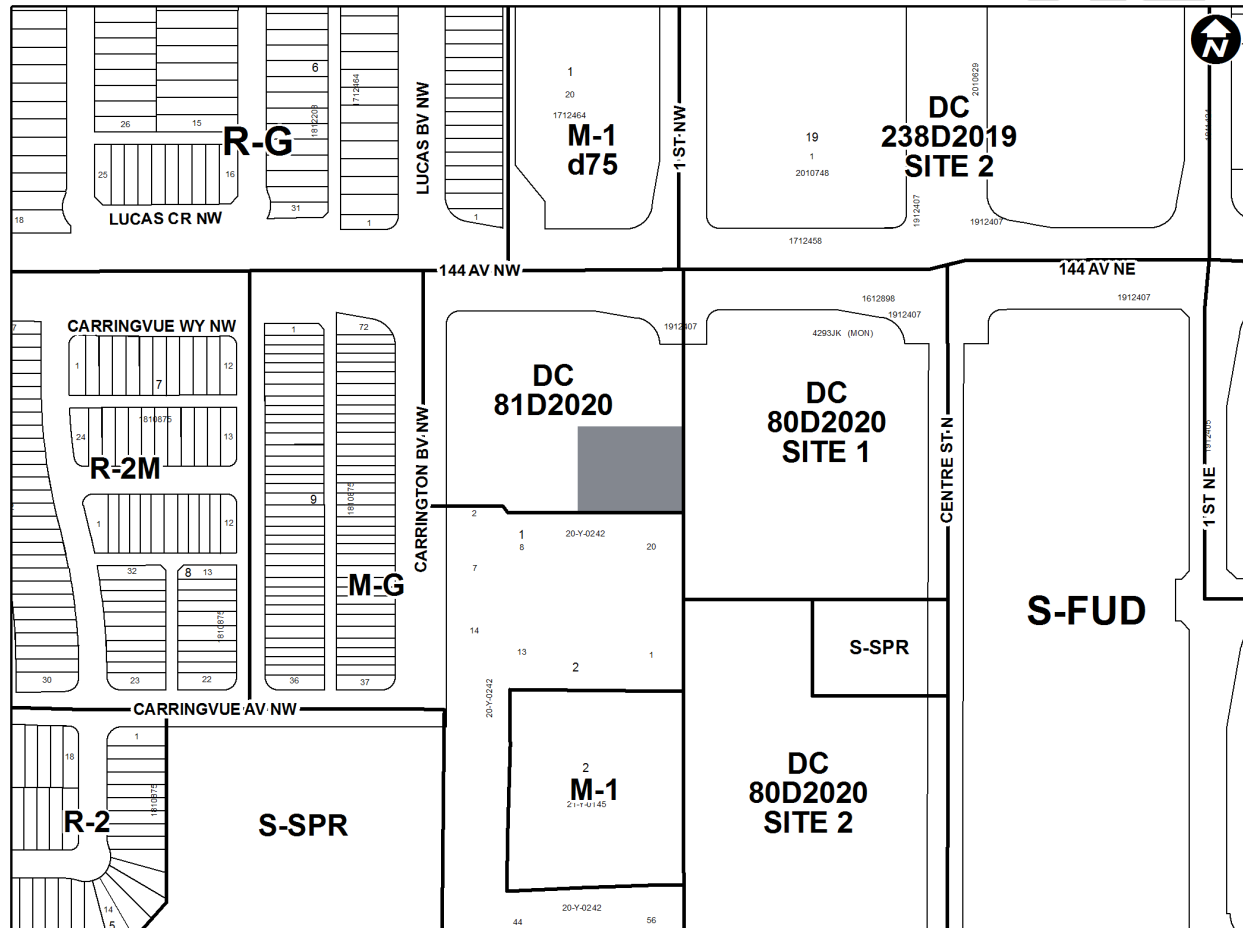 N
6
1712464
1812203
26
15
R-G
25
16
LUCAS CR NW
18
31
1
LUCAS BV NW
1
1
20
1712464
M-1
d75
1 ST NW
19
1
2010748
2010629
DC
238D2019
SITE 2
1912407
1912407
1712458
144 AV NW
144 AV NE
1612898
1912407
1912407
1912407
4293JK (MON)
CARRINGVUE WY NW
1
12
7
1810875
24
13
R-2M
1
12
32
8
13
1810875
30
23
22
1
72
9
1810875
M-G
36
37
CARRINGTON BV NW
DC
81D2020
DC
80D2020
SITE 1
CENTRE ST N
1 ST NE
2
1
8
20-Y-0242
20
7
14
13
2
1
20-Y-0242
S-SPR
S-FUD
CARRINGVUE AV NW
1
18
1810875
R-2
14
5
S-SPR
2
M-1
DC
80D2020
SITE 2
20-Y-0242
44
56